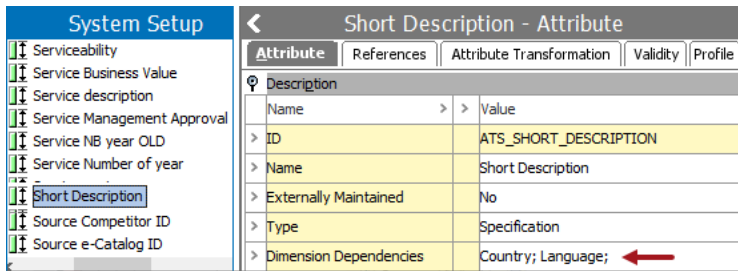 System Setup
Serviceability
Service Business Value
Service description
Service Management Approval
Service NB year OLD
Service Number of year
Short Description
Source Competitor ID
Source e-Catalog ID
Short Description - Attribute
Attribute References Attribute Transformation Validity Profile
Description
Name > > Value
> ID ATS_SHORT_DESCRIPTION
> Name Short Description
> Externally Maintained No
> Type Specification
> Dimension Dependencies Country; Language;